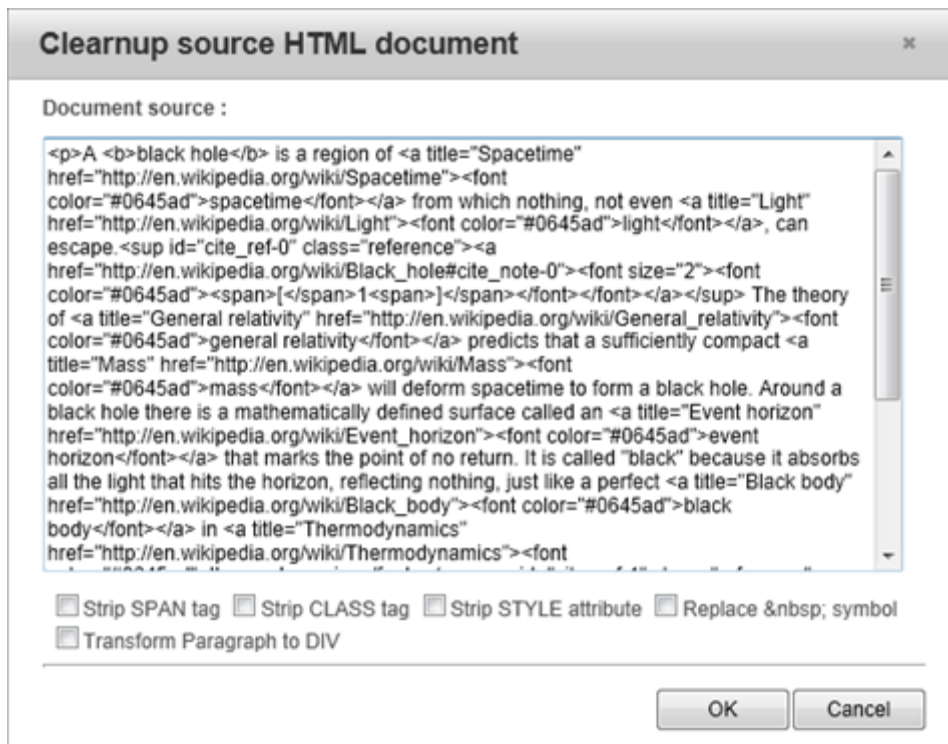 Clearnup source HTML document
Document source :
<p>A <b>black hole</b> is a region of <a title="Spacetime"
href="http://en.wikipedia.org/wiki/Spacetime"><font
color="#0645ad">spacetime</font></a> from which nothing, not even <a title="Light"
href="http://en.wikipedia.org/wiki/Light"><font color="#0645ad">light</font></a>, can
escape.<sup id="cite_ref-0" class="reference"><a
href="http://en.wikipedia.org/wiki/Black_hole#cite_note-0"><font size="2"><font
color="#0645ad"><span>[</span>1<span>]</span></font></font></a></sup> The theory
of <a title="General relativity" href="http://en.wikipedia.org/wiki/General_relativity"><font
color="#0645ad">general relativity</font></a> predicts that a sufficiently compact <a
title="Mass" href="http://en.wikipedia.org/wiki/Mass"><font
color="#0645ad">mass</font></a> will deform spacetime to form a black hole. Around a
black hole there is a mathematically defined surface called an <a title="Event horizon"
href="http://en.wikipedia.org/wiki/Event_horizon"><font color="#0645ad">event
horizon</font></a> that marks the point of no return. It is called "black" because it absorbs
all the light that hits the horizon, reflecting nothing, just like a perfect <a title="Black body"
href="http://en.wikipedia.org/wiki/Black_body"><font color="#0645ad">black
body</font></a> in <a title="Thermodynamics"
href="http://en.wikipedia.org/wiki/Thermodynamics"><font
Strip SPAN tag Strip CLASS tag Strip STYLE attribute Replace &nbsp; symbol
Transform Paragraph to DIV
OK Cancel